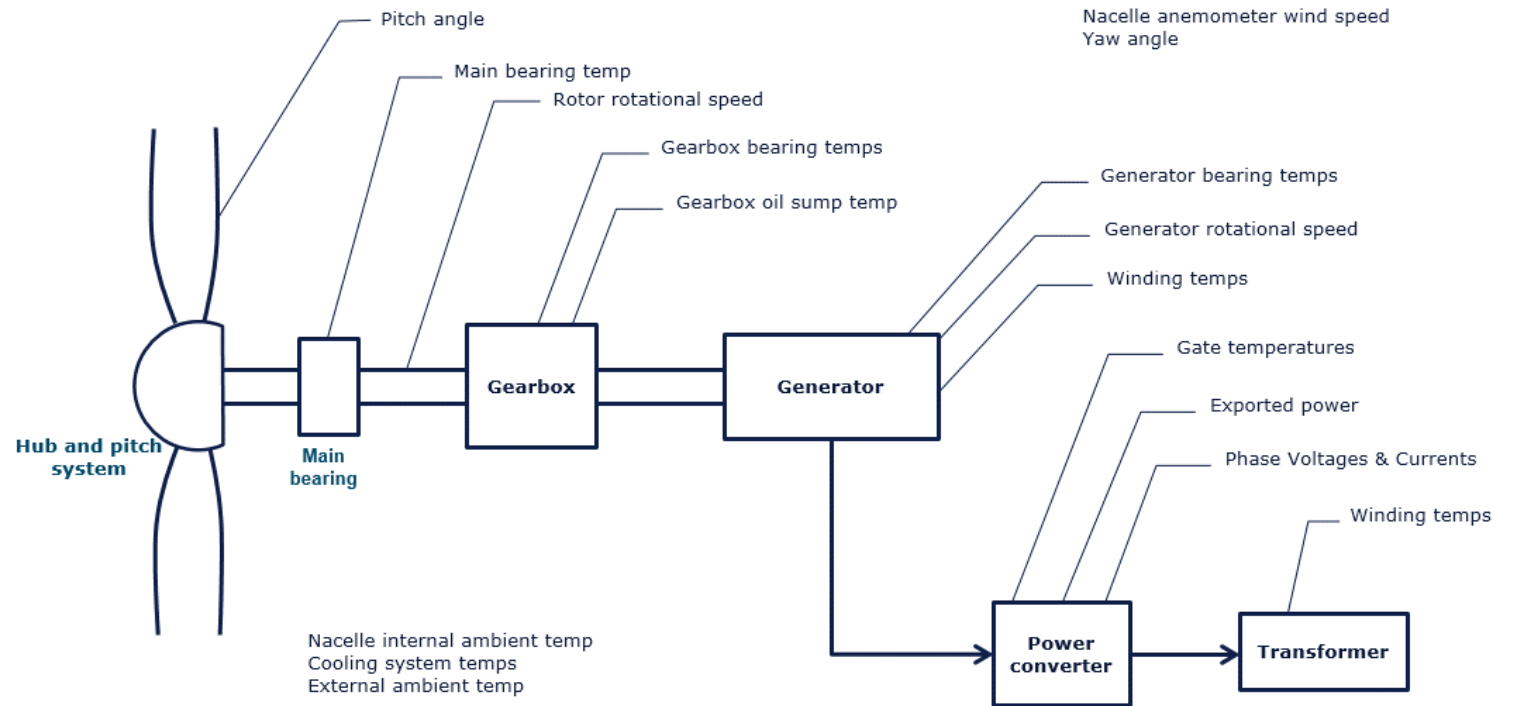 Pitch angle
Nacelle anemometer wind speed
Yaw angle
Main bearing temp
Rotor rotational speed
Gearbox bearing temps
Generator bearing temps
Gearbox oil sump temp
Generator rotational speed
Winding temps
Gate temperatures
Gearbox
Generator
Exported power
Hub and pitch
system
Main
bearing
Phase Voltages & Currents
Winding temps
Nacelle internal ambient temp
Cooling system temps
External ambient temp
Power
converter
Transformer